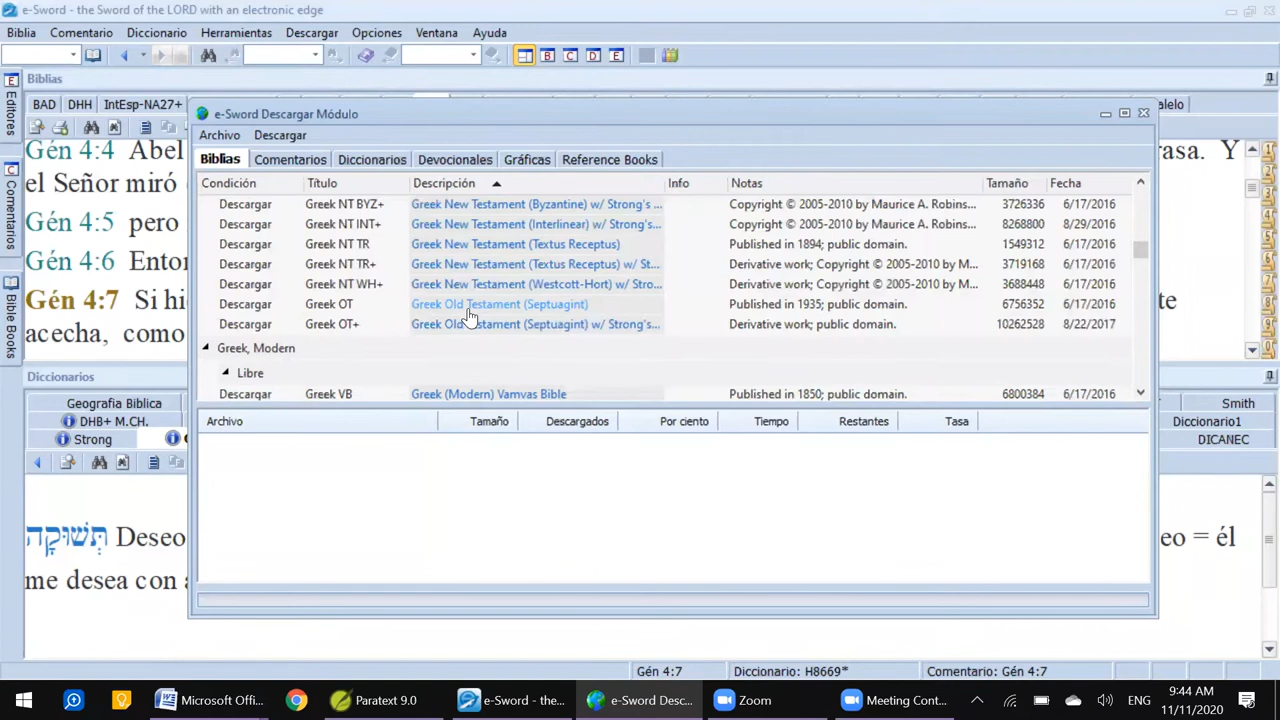 e-Sword - the Sword of the LORD with an electronic edge
Biblia Comentario Diccionario Herramientas Descargar Opciones Ventana Ayuda
B C D E
Biblias
E Editores
C Comentarios
Bible Books
BAD DHH IntEsp-NA27+
Gén 4:4 Abel
rasa. Y
el Señor miró
Gén 4:5 pero
Gén 4:6 Enton
Gén 4:7 Si hi
te
acecha, como
e-Sword Descargar Módulo
Archivo Descargar
Biblias Comentarios Diccionarios Devocionales Gráficas Reference Books
Condición Título Descripción Info Notas Tamaño Fecha
Descargar Greek NT BYZ+ Greek New Testament (Byzantine) w/ Strong's ... Copyright © 2005-2010 by Maurice A. Robins... 3726336 6/17/2016
Descargar Greek NT INT+ Greek New Testament (Interlinear) w/ Strong's... Copyright © 2005-2010 by Maurice A. Robins... 8268800 8/29/2016
Descargar Greek NT TR Greek New Testament (Textus Receptus) Published in 1894; public domain. 1549312 6/17/2016
Descargar Greek NT TR+ Greek New Testament (Textus Receptus) w/ St... Derivative work; Copyright © 2005-2010 by M... 3719168 6/17/2016
Descargar Greek NT WH+ Greek New Testament (Westcott-Hort) w/ Stro... Derivative work; Copyright © 2005-2010 by M... 3688448 6/17/2016
Descargar Greek OT Greek Old Testament (Septuagint) Published in 1935; public domain. 6756352 6/17/2016
Descargar Greek OT+ Greek Old Testament (Septuagint) w/ Strong's... Derivative work; public domain. 10262528 8/22/2017
Greek, Modern
Libre
Descargar Greek VB Greek (Modern) Vamvas Bible Published in 1850; public domain. 6800384 6/17/2016
Archivo Tamaño Descargados Por ciento Tiempo Restantes Tasa
Diccionarios
Geografia Biblica
DHB+ M.CH.
Strong
Smith
Diccionario1
DICANEC
תְּשׁוּקָה Deseo
eo = él
me desea con
Gén 4:7 Diccionario: H8669* Comentario: Gén 4:7
Microsoft Offi... Paratext 9.0 e-Sword - the... e-Sword Desc... Zoom Meeting Cont... ENG 9:44 AM
11/11/2020